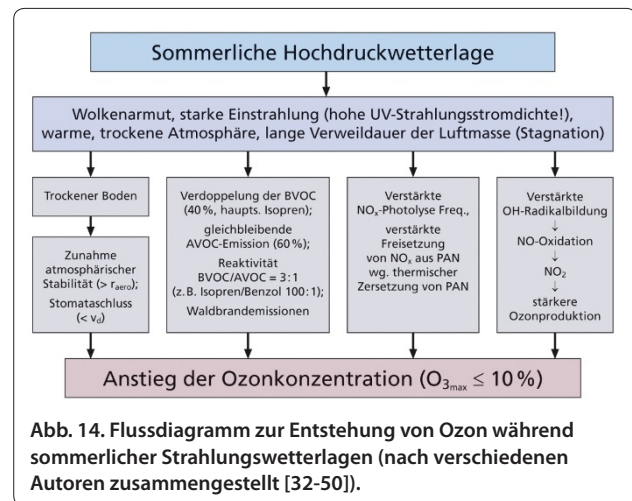 Sommerliche Hochdruckwetterlage
Wolkenarmut, starke Einstrahlung (hohe UV-Strahlungsstromdichte!),
warme, trockene Atmosphäre, lange Verweildauer der Luftmasse (Stagnation)
Trockener Boden
Zunahme
atmosphärischer
Stabilität (> r_aero);
Stomataschluss
(< v_d)
Verdoppelung der BVOC
(40 %, haupts. Isopren);
gleichbleibende
AVOC-Emission (60 %);
Reaktivität
BVOC/AVOC = 3 : 1
(z. B. Isopren/Benzol 100 : 1);
Waldbrandemissionen
Verstärkte
NOₓ-Photolyse Freq.,
verstärkte
Freisetzung
von NOₓ aus PAN
wg. thermischer
Zersetzung von PAN
Verstärkte
OH-Radikalbildung
↓
NO-Oxidation
↓
NO₂
↓
stärkere
Ozonproduktion
Anstieg der Ozonkonzentration (O₃max ≤ 10 %)
Abb. 14. Flussdiagramm zur Entstehung von Ozon während
sommerlicher Strahlungswetterlagen (nach verschiedenen
Autoren zusammengestellt [32-50]).